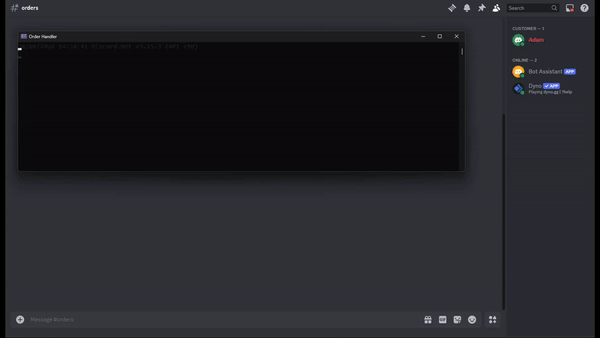 # orders
Search
Order Handler
CUSTOMER — 1
Adam
ONLINE — 2
Bot Assistant APP
Dyno ✓ APP
Playing dyno.gg | ?help
Message #orders
GIF